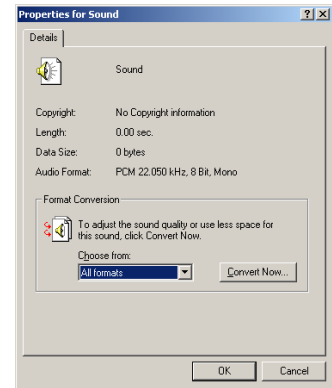 Properties for Sound
Details
Sound
Copyright: No Copyright information
Length: 0.00 sec.
Data Size: 0 bytes
Audio Format: PCM 22.050 kHz, 8 Bit, Mono
Format Conversion
To adjust the sound quality or use less space for
this sound, click Convert Now.
Choose from:
All formats
Convert Now...
OK Cancel